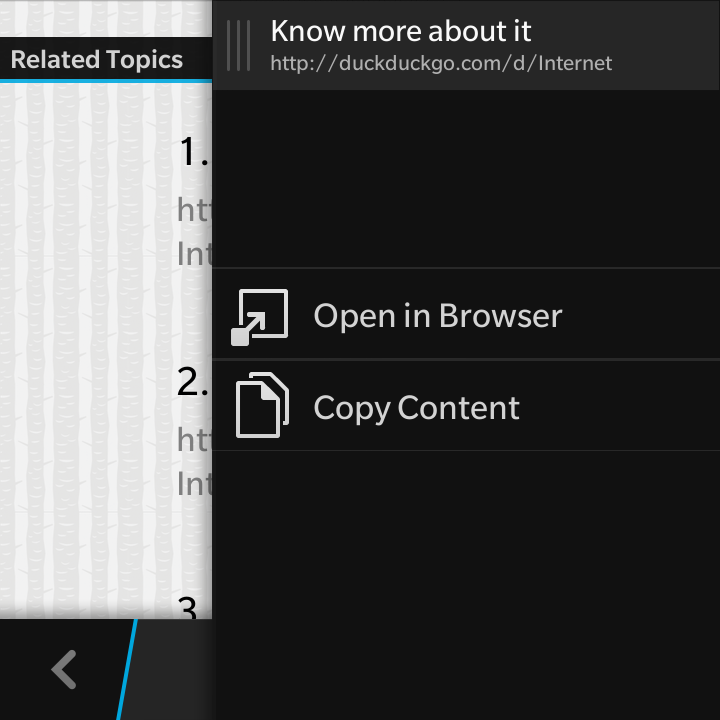 Know more about it
http://duckduckgo.com/d/Internet
Related Topics
1.
htt
Int
Open in Browser
2.
Copy Content
htt
Int
3